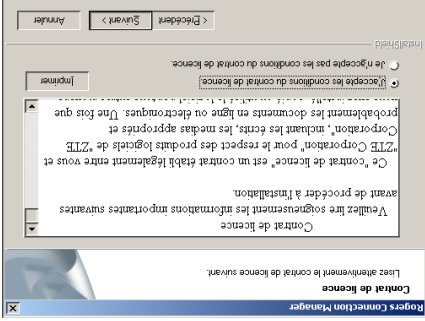 Rogers Connection Manager
Contrat de licence
Lisez attentivement le contrat de licence suivant.
Contrat de licence
Veuillez lire soigneusement les informations importantes suivantes
avant de procéder à l'installation.
Ce "contrat de licence" est un contrat établi légalement entre vous et
"ZTE Corporation" pour le respect des produits logiciels de "ZTE
Corporation", incluant les écrits, les medias appropriés et
probablement les documents en ligne ou électroniques. Une fois que
J'accepte les conditions du contrat de licence.
Imprimer
Je n'accepte pas les conditions du contrat de licence.
InstallShield
< Précédent
Suivant >
Annuler